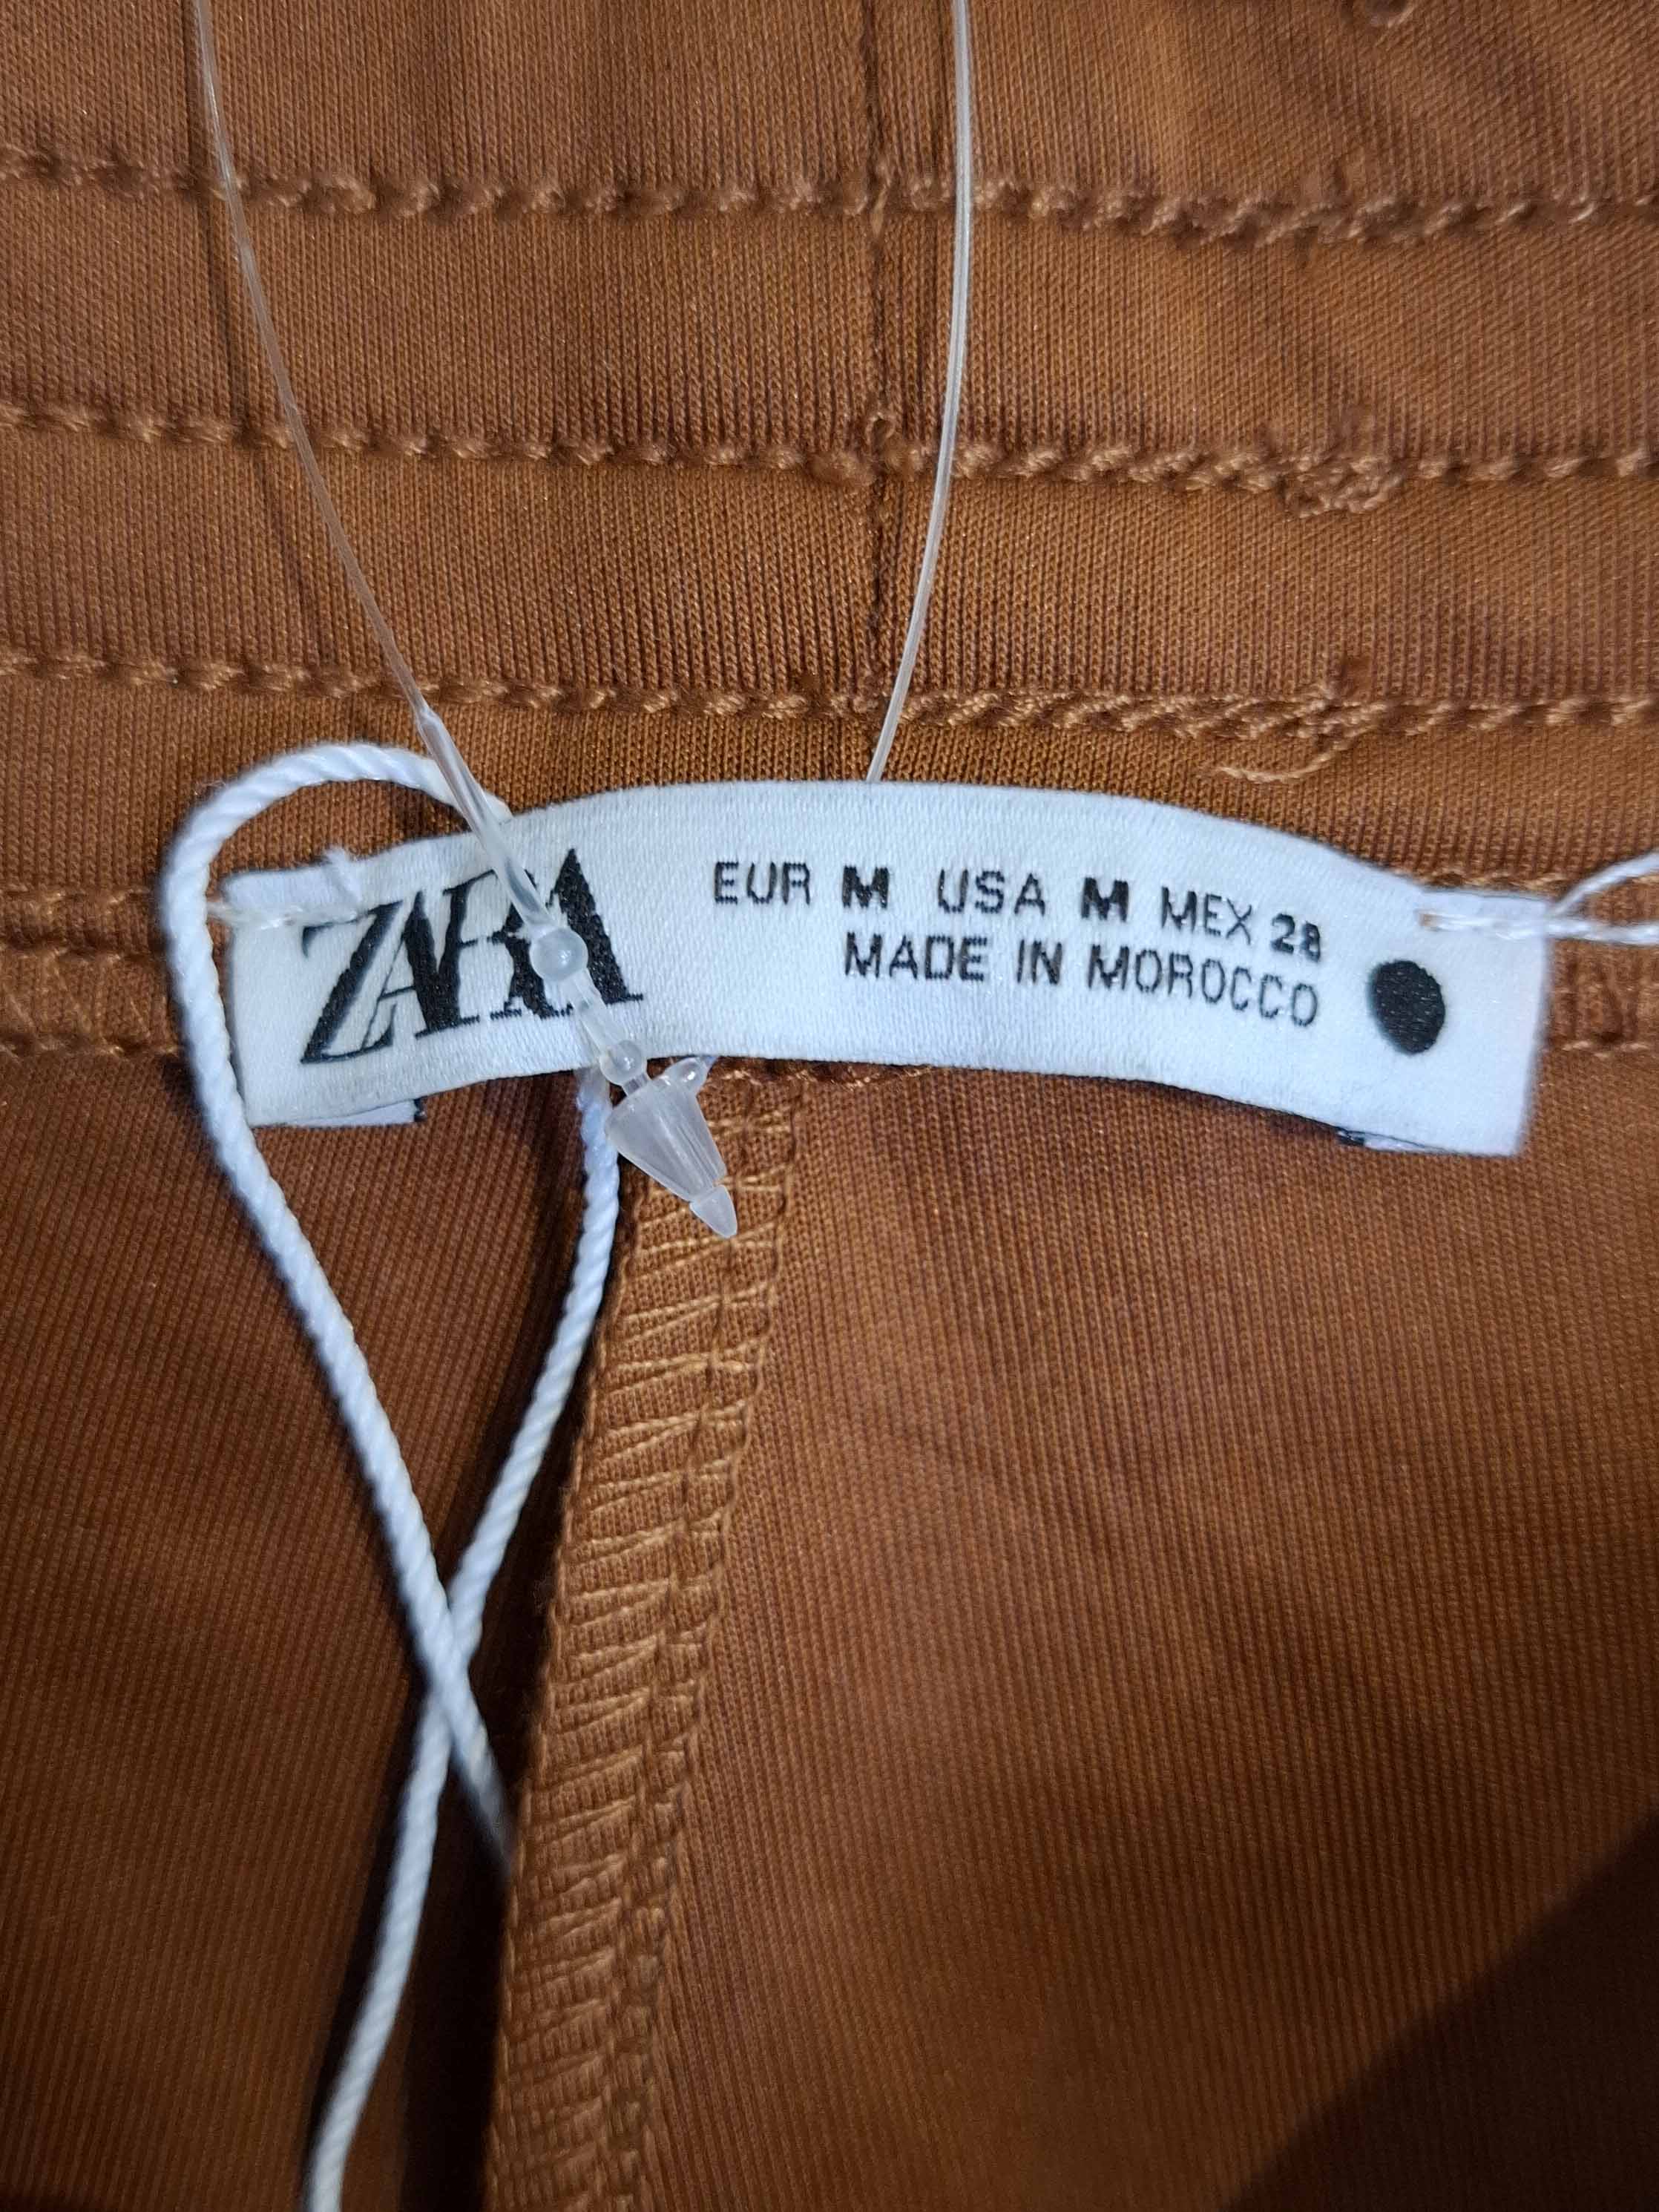 ZARA
EUR M USA M MEX 28
MADE IN MOROCCO